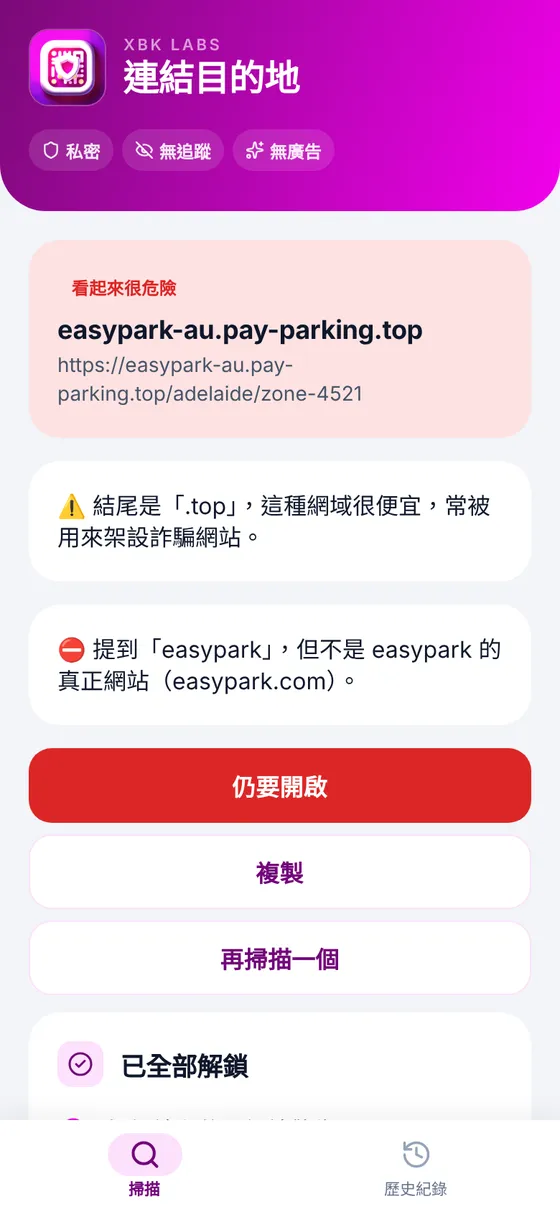 XBK LABS
連結目的地
私密
無追蹤
無廣告
看起來很危險
easypark-au.pay-parking.top
https://easypark-au.pay-
parking.top/adelaide/zone-4521
⚠️ 結尾是「.top」，這種網域很便宜，常被
用來架設詐騙網站。
⛔ 提到「easypark」，但不是 easypark 的
真正網站（easypark.com）。
仍要開啟
複製
再掃描一個
已全部解鎖
掃描
歷史紀錄